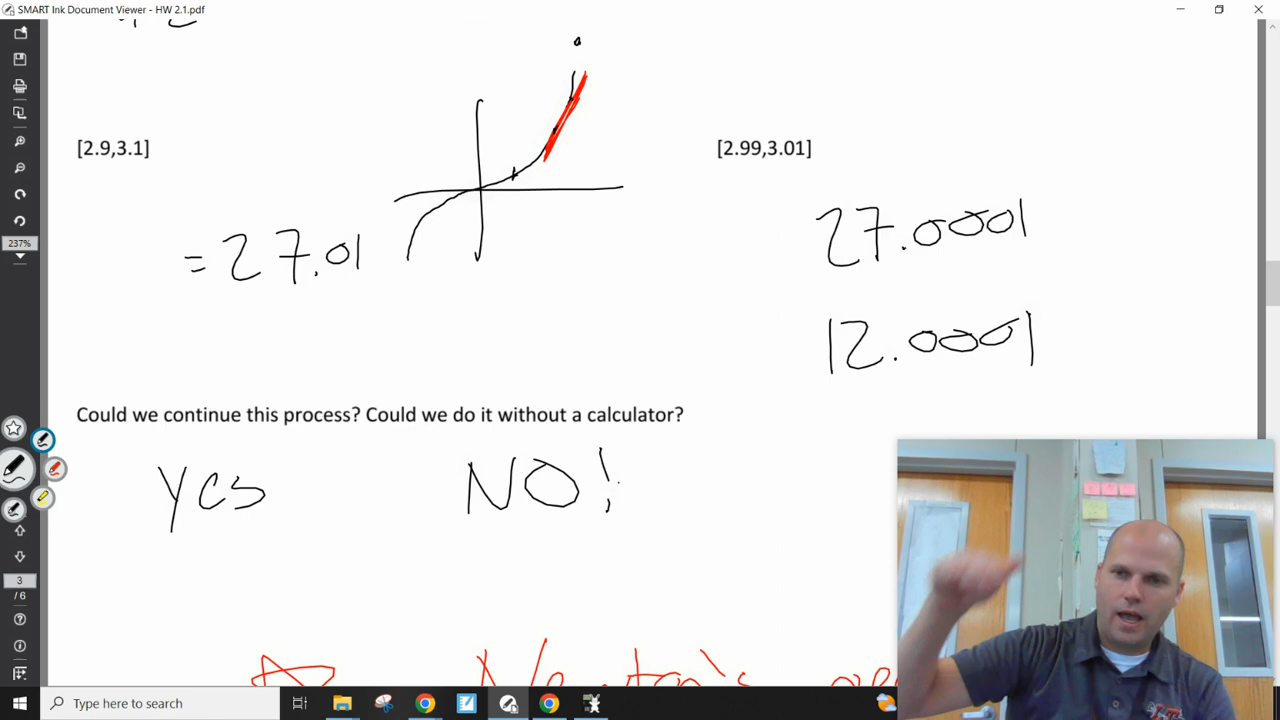 SMART Ink Document Viewer - HW 2.1.pdf
[2.9,3.1]
[2.99,3.01]
= 27.01
27.0001
12.0001
237%
Could we continue this process? Could we do it without a calculator?
Yes NO!
3
/ 6
Newton's
Type here to search